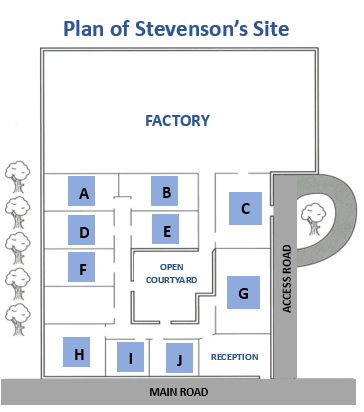 Plan of Stevenson's Site
FACTORY
A
B
C
D
E
F
OPEN
COURTYARD
G
H
I
J
RECEPTION
ACCESS ROAD
MAIN ROAD